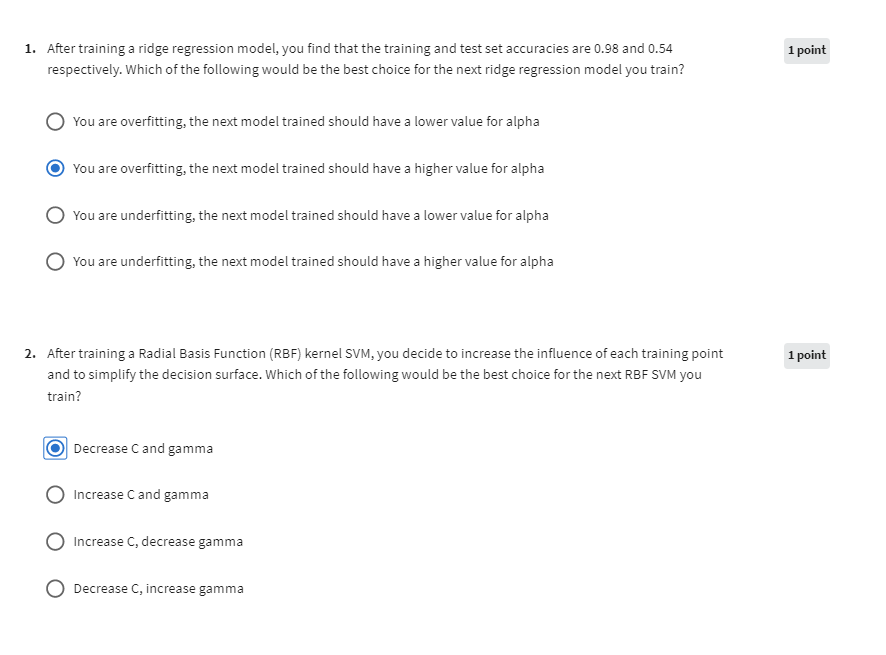 1. After training a ridge regression model, you find that the training and test set accuracies are 0.98 and 0.54
1 point
respectively. Which of the following would be the best choice for the next ridge regression model you train?
You are overfitting, the next model trained should have a lower value for alpha
You are overfitting, the next model trained should have a higher value for alpha
You are underfitting, the next model trained should have a lower value for alpha
You are underfitting, the next model trained should have a higher value for alpha
2. After training a Radial Basis Function (RBF) kernel SVM, you decide to increase the influence of each training point
1 point
and to simplify the decision surface. Which of the following would be the best choice for the next RBF SVM you
train?
Decrease C and gamma
Increase C and gamma
Increase C, decrease gamma
Decrease C, increase gamma